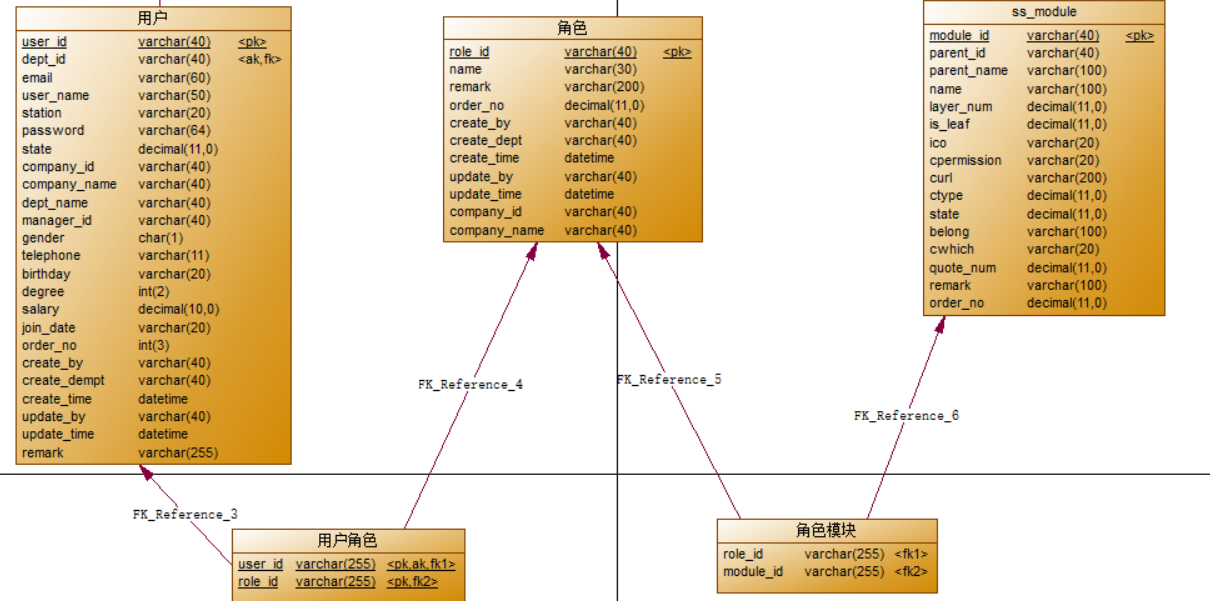 用户
user_id varchar(40) <pk>
dept_id varchar(40) <ak,fk>
email varchar(60)
user_name varchar(50)
station varchar(20)
password varchar(64)
state decimal(11,0)
company_id varchar(40)
company_name varchar(40)
dept_name varchar(40)
manager_id varchar(40)
gender char(1)
telephone varchar(11)
birthday varchar(20)
degree int(2)
salary decimal(10,0)
join_date varchar(20)
order_no int(3)
create_by varchar(40)
create_dempt varchar(40)
create_time datetime
update_by varchar(40)
update_time datetime
remark varchar(255)
角色
role_id varchar(40) <pk>
name varchar(30)
remark varchar(200)
order_no decimal(11,0)
create_by varchar(40)
create_dept varchar(40)
create_time datetime
update_by varchar(40)
update_time datetime
company_id varchar(40)
company_name varchar(40)
ss_module
module_id varchar(40) <pk>
parent_id varchar(40)
parent_name varchar(100)
name varchar(100)
layer_num decimal(11,0)
is_leaf decimal(11,0)
ico varchar(20)
cpermission varchar(20)
curl varchar(200)
ctype decimal(11,0)
state decimal(11,0)
belong varchar(100)
cwhich varchar(20)
quote_num decimal(11,0)
remark varchar(100)
order_no decimal(11,0)
FK_Reference_4
FK_Reference_5
FK_Reference_6
FK_Reference_3
用户角色
user_id varchar(255) <pk,ak,fk1>
role_id varchar(255) <pk,fk2>
角色模块
role_id varchar(255) <fk1>
module_id varchar(255) <fk2>